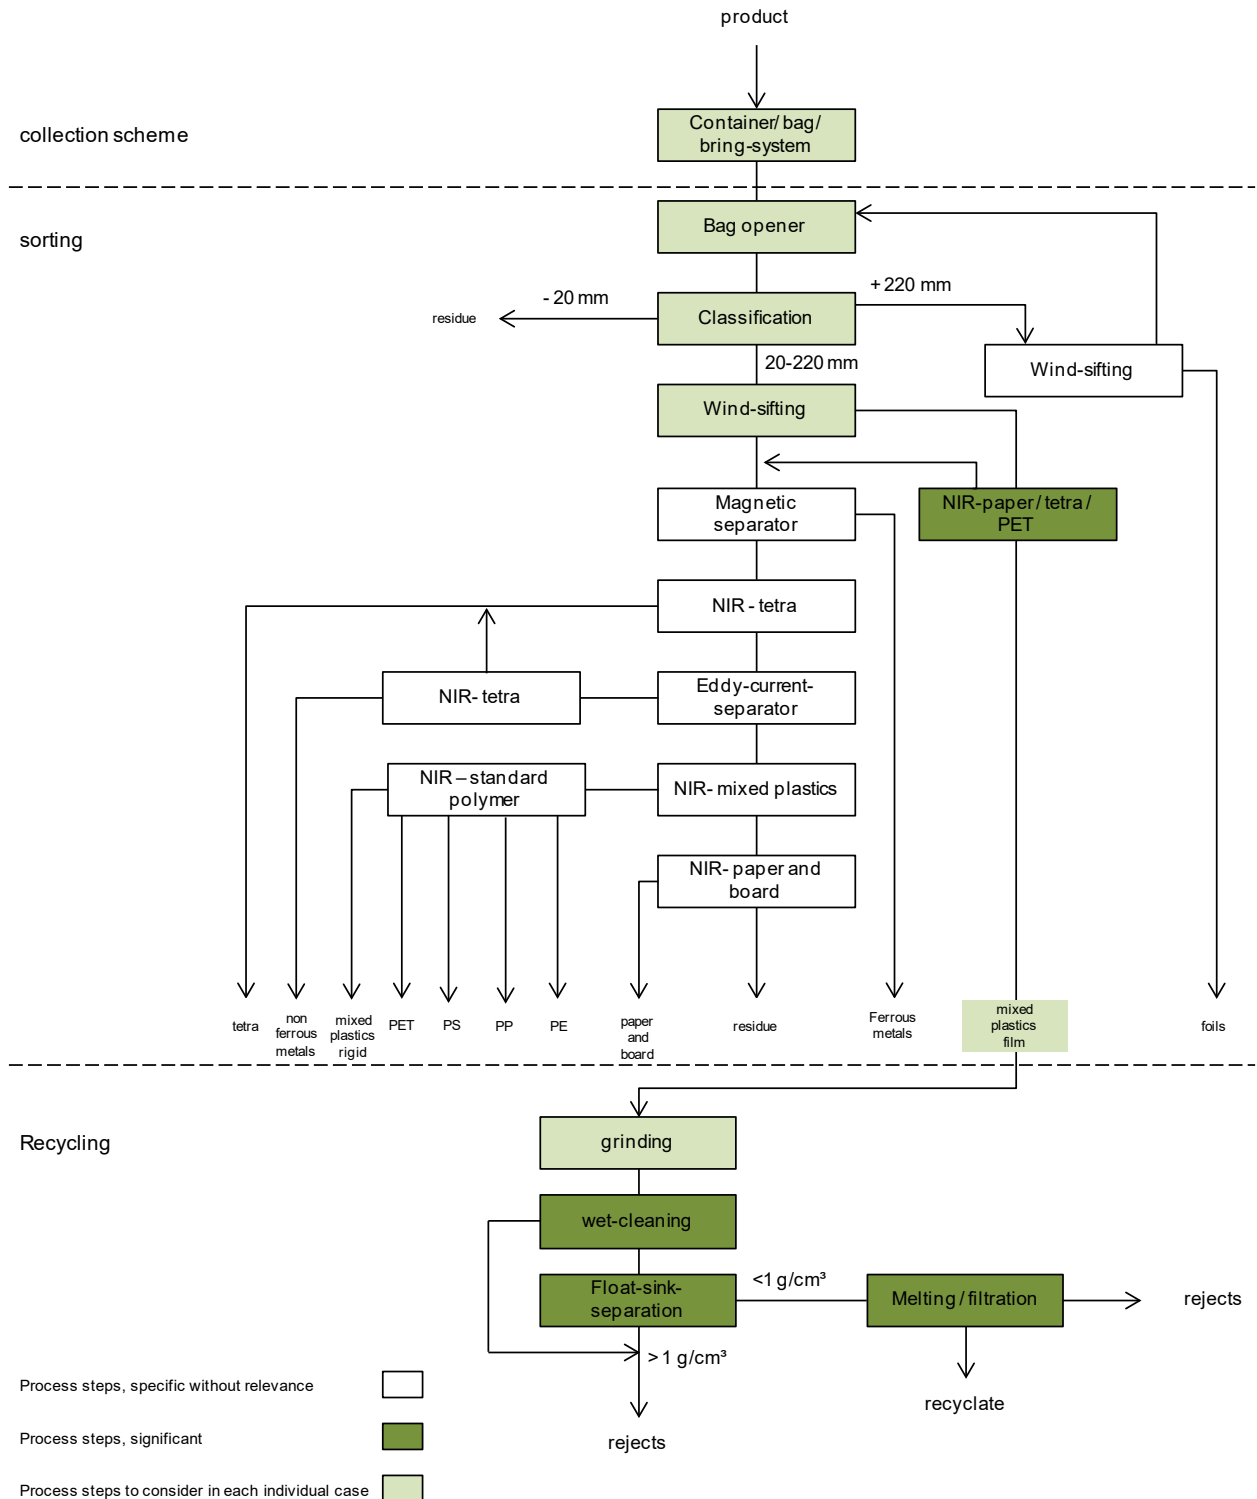 product
collection scheme
Container/ bag/
bring-system
sorting
Bag opener
- 20 mm
+ 220 mm
residue
Classification
20-220 mm
Wind-sifting
Wind-sifting
Magnetic
separator
NIR-paper / tetra /
PET
NIR - tetra
NIR- tetra
Eddy-current-
separator
NIR – standard
polymer
NIR- mixed plastics
NIR- paper and
board
tetra
non
ferrous
metals
mixed
plastics
rigid
PET
PS
PP
PE
paper
and
board
residue
Ferrous
metals
mixed
plastics
film
foils
Recycling
grinding
wet-cleaning
Float-sink-
separation
<1 g/cm³
Melting / filtration
rejects
> 1 g/cm³
recyclate
rejects
Process steps, specific without relevance
Process steps, significant
Process steps to consider in each individual case